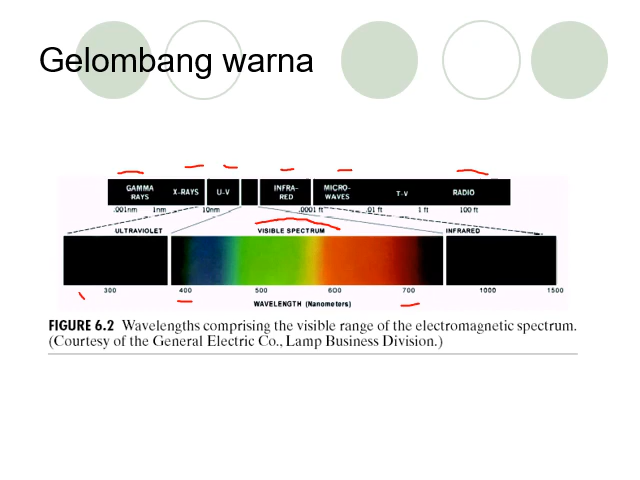 Gelombang warna
GAMMA RAYS X-RAYS U-V INFRA-RED MICRO-WAVES T-V RADIO
.001nm 1nm 10nm .0001 ft .01 ft 1 ft 100 ft
ULTRAVIOLET VISIBLE SPECTRUM INFRARED
300 400 500 600 700 1000 1500
WAVELENGTH (Nanometers)
FIGURE 6.2 Wavelengths comprising the visible range of the electromagnetic spectrum.
(Courtesy of the General Electric Co., Lamp Business Division.)